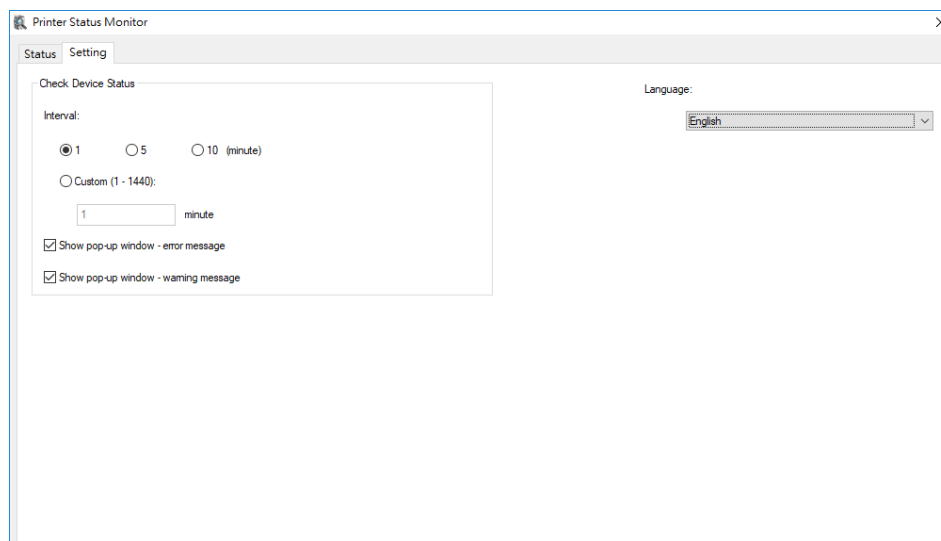 Printer Status Monitor
Status Setting
Check Device Status
Language:
Interval:
English
1 5 10 (minute)
Custom (1 - 1440):
1 minute
Show pop-up window - error message
Show pop-up window - warning message